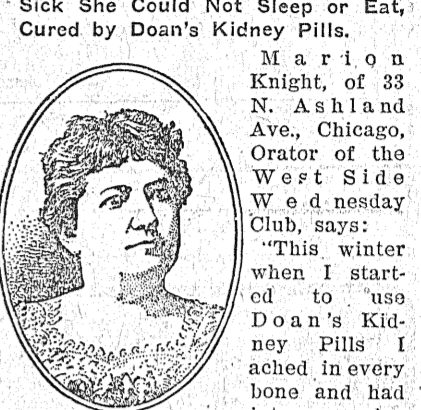 Sick She Could Not Sleep or Eat,
Cured by Doan's Kidney Pills.
Marion
Knight, of 33
N. Ashland
Ave., Chicago,
Orator of the
West Side
Wednesday
Club, says:
"This winter
when I start-
ed to use
Doan's Kid-
ney Pills I
ached in every
bone and had